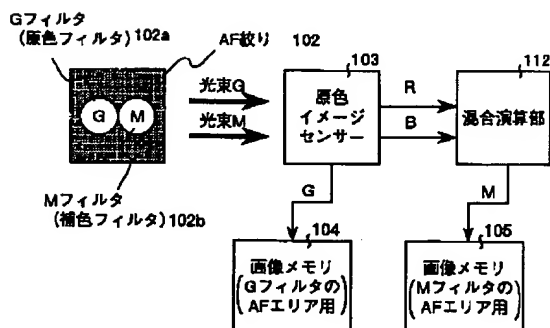 Gフィルタ
(原色フィルタ)102a
AF絞り 102
G M
光束G
光束M
103
原色
イメージ
センサー
R
B
112
混合演算部
Mフィルタ
(補色フィルタ)102b
G
M
104
画像メモリ
(Gフィルタの
AFエリア用)
105
画像メモリ
(Mフィルタの
AFエリア用)